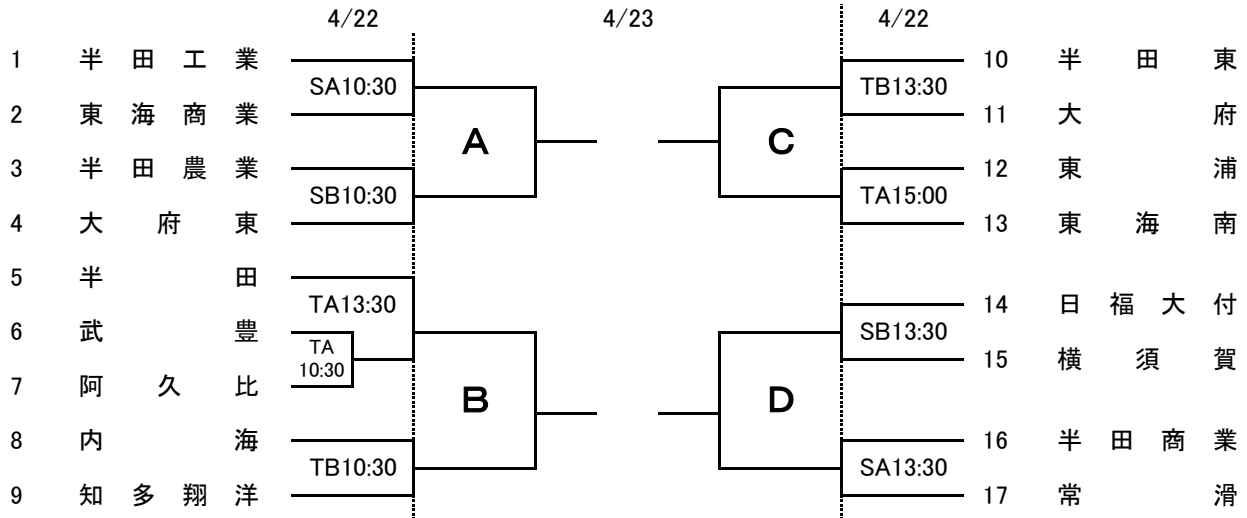 4/22 4/23 4/22
1 半田工業
SA10:30
2 東海商業
A
3 半田農業
SB10:30
4 大府東
5 半田
TA13:30
6 武豊
TA
10:30
7 阿久比
B
8 内海
TB10:30
9 知多翔洋
10 半田東
TB13:30
11 大府
C
12 東浦
TA15:00
13 東海南
14 日福大付
SB13:30
15 横須賀
D
16 半田商業
SA13:30
17 常滑